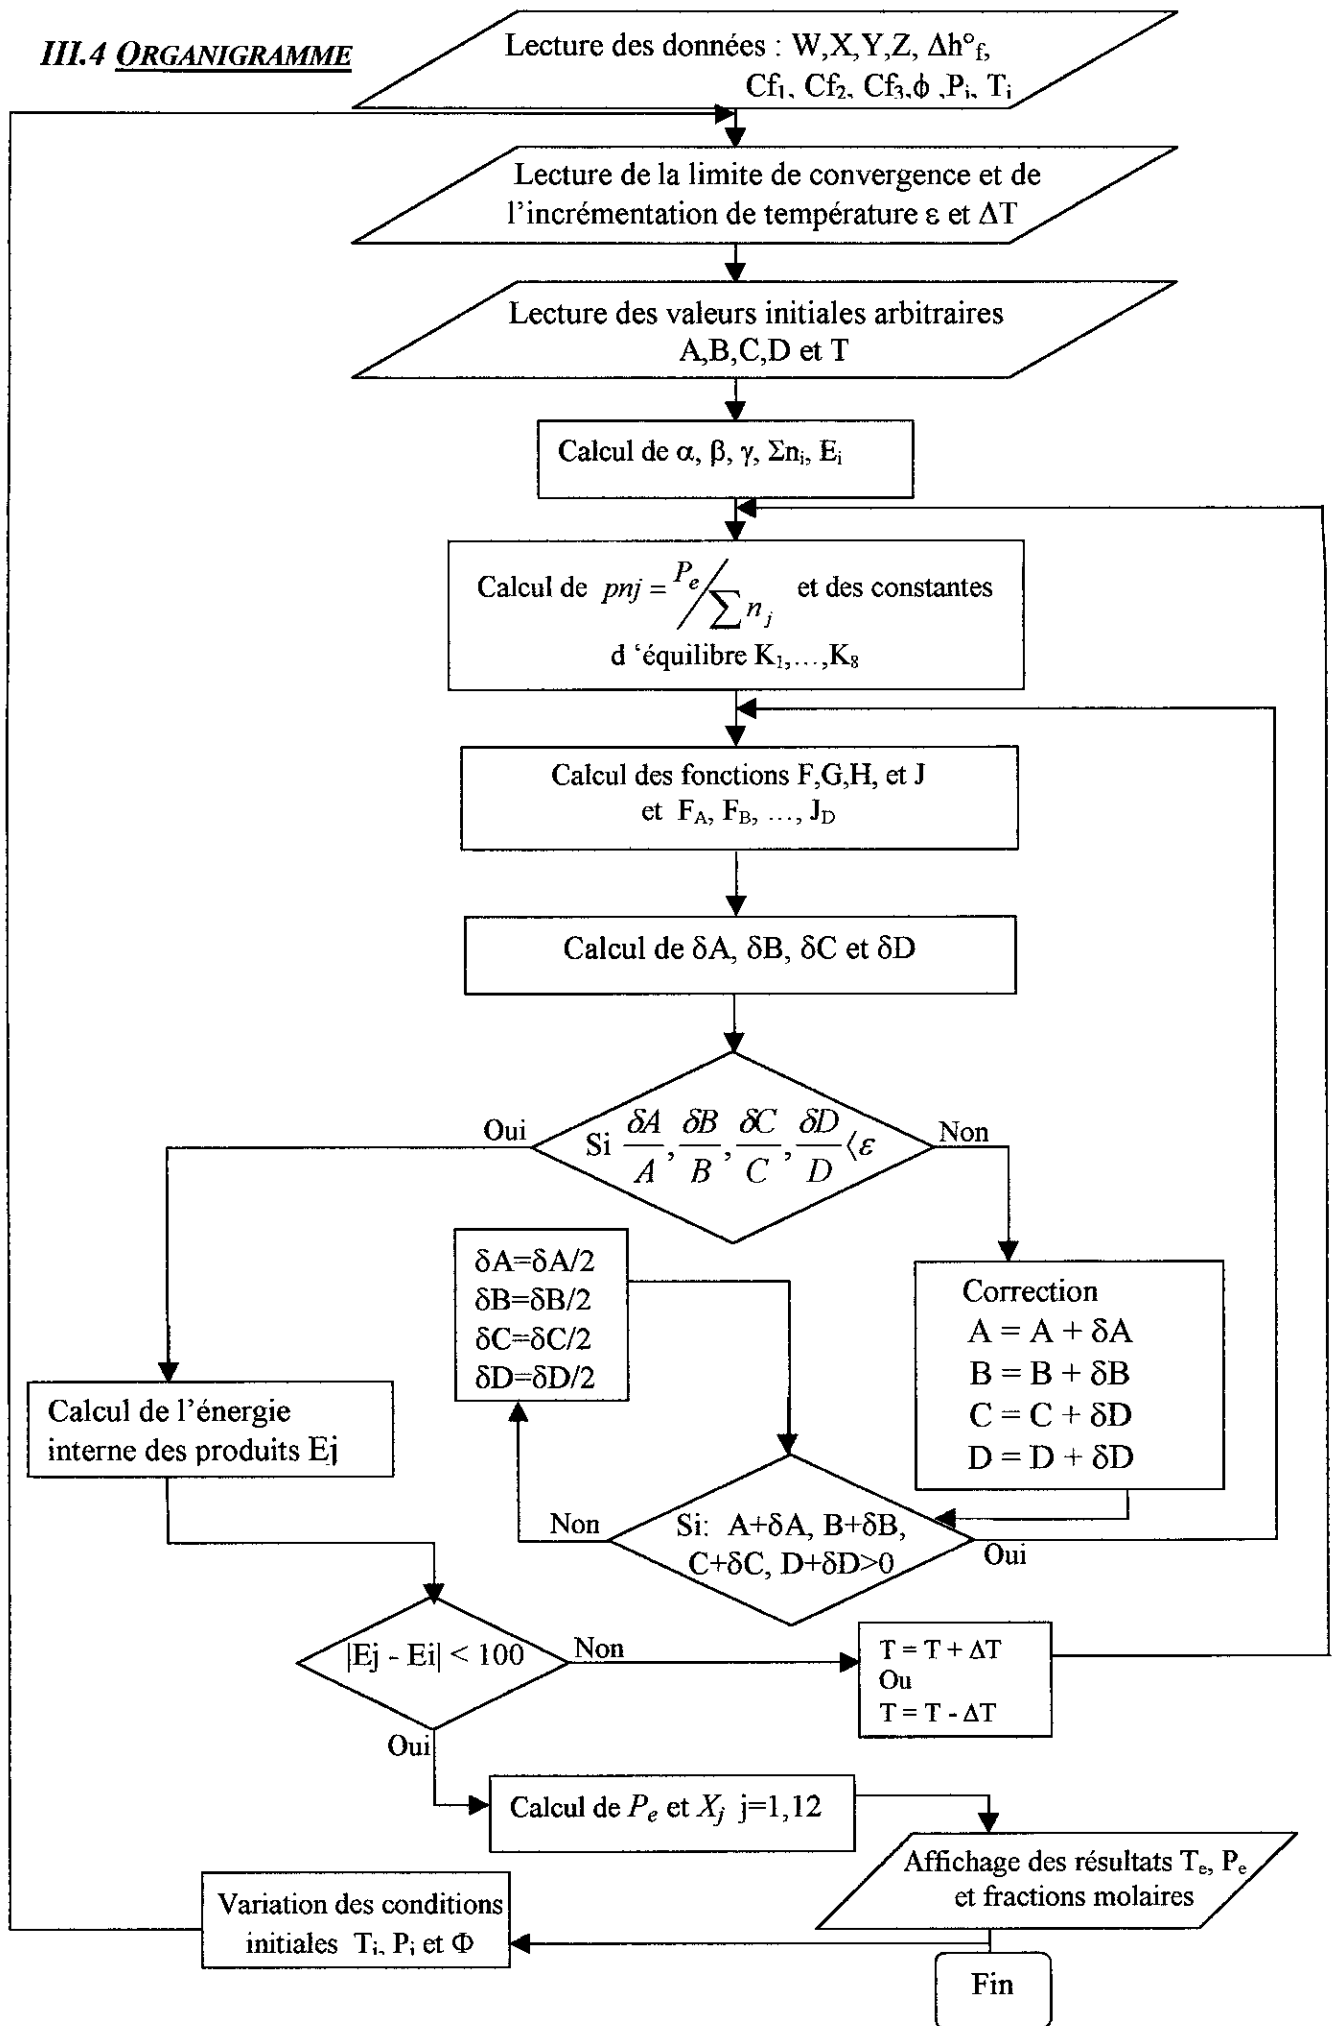 III.4 ORGANIGRAMME
Lecture des données : W,X,Y,Z, Δh°f,
Cf₁, Cf₂, Cf₃,ϕ ,Pᵢ, Tᵢ
Lecture de la limite de convergence et de
l'incrémentation de température ε et ΔT
Lecture des valeurs initiales arbitraires
A,B,C,D et T
Calcul de α, β, γ, Σnᵢ, Eᵢ
Calcul de pnj = Pₑ/∑nⱼ et des constantes
d ‘équilibre K₁,…,K₈
Calcul des fonctions F,G,H, et J
et F_A, F_B, …, J_D
Calcul de δA, δB, δC et δD
Oui
Si δA/A, δB/B, δC/C, δD/D ⟨ε
Non
δA=δA/2
δB=δB/2
δC=δC/2
δD=δD/2
Correction
A = A + δA
B = B + δB
C = C + δD
D = D + δD
Calcul de l'énergie
interne des produits Ej
Non
Si: A+δA, B+δB,
C+δC, D+δD>0
Oui
|Ej - Ei| < 100
Non
T = T + ΔT
Ou
T = T - ΔT
Oui
Calcul de Pₑ et Xⱼ j=1,12
Affichage des résultats Tₑ, Pₑ
et fractions molaires
Variation des conditions
initiales Tᵢ, Pᵢ et Φ
Fin